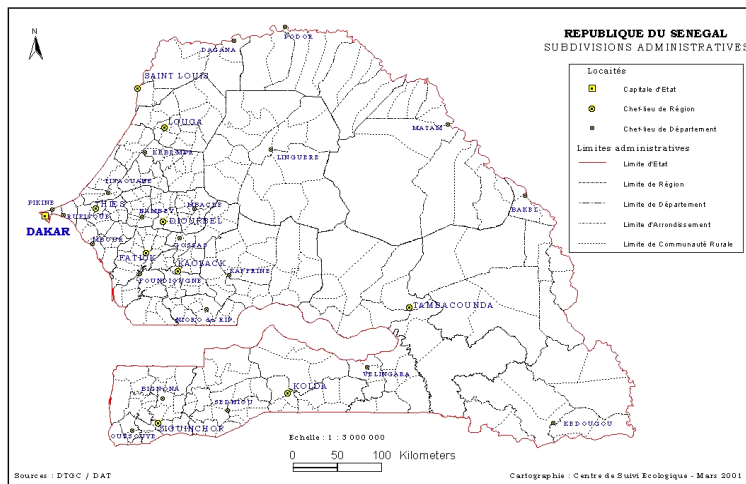 REPUBLIQUE DU SENEGAL
SUBDIVISIONS ADMINISTRATIVES
N
Locaités
Capitale d'Etat
Chef-lieu de Région
Chef-lieu de Département
Limites administratives
Limite d'Etat
Limite de Région
Limite de Département
Limite d'Arrondissement
Limite de Communauté Rurale
PODOR
DAGANA
SAINT LOUIS
LOUGA
MATAM
KEBEMER
LINGUERE
TIVAOUANE
BAKEL
PIKINE
THIES
MBACKE
RUFISQUE
BAMBEY
DIOURBEL
DAKAR
MBOUR
GOSSAS
FATICK
KAOLACK
KAFFRINE
FOUNDIOUGNE
TAMBACOUNDA
NIORO du RIP
VELINGARA
BIGNONA
KOLDA
SEDHIOU
ZIGUINCHOR
OUSSOUYE
KEDOUGOU
Echelle : 1 : 3 000 000
0 50 100 Kilometers
Sources : DTGC / DAT
Cartographie : Centre de Suivi Ecologique - Mars 2001